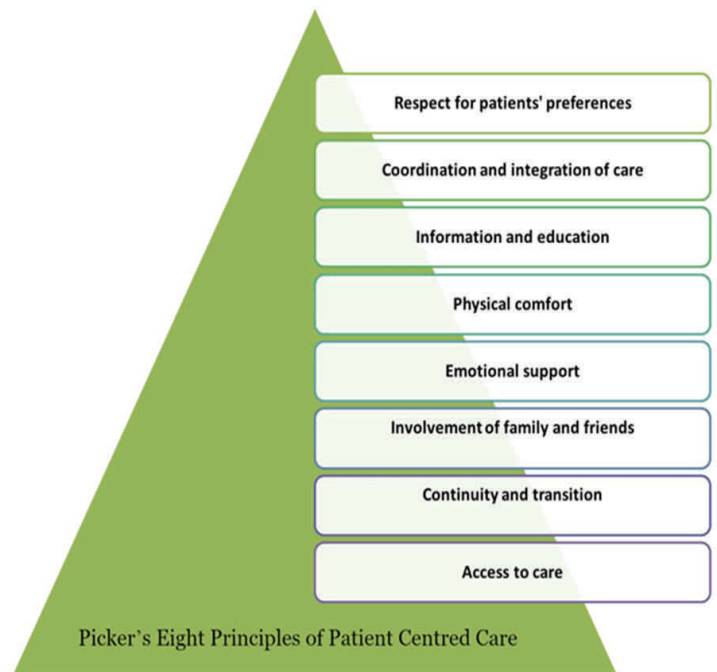 Respect for patients' preferences
Coordination and integration of care
Information and education
Physical comfort
Emotional support
Involvement of family and friends
Continuity and transition
Access to care
Picker's Eight Principles of Patient Centred Care